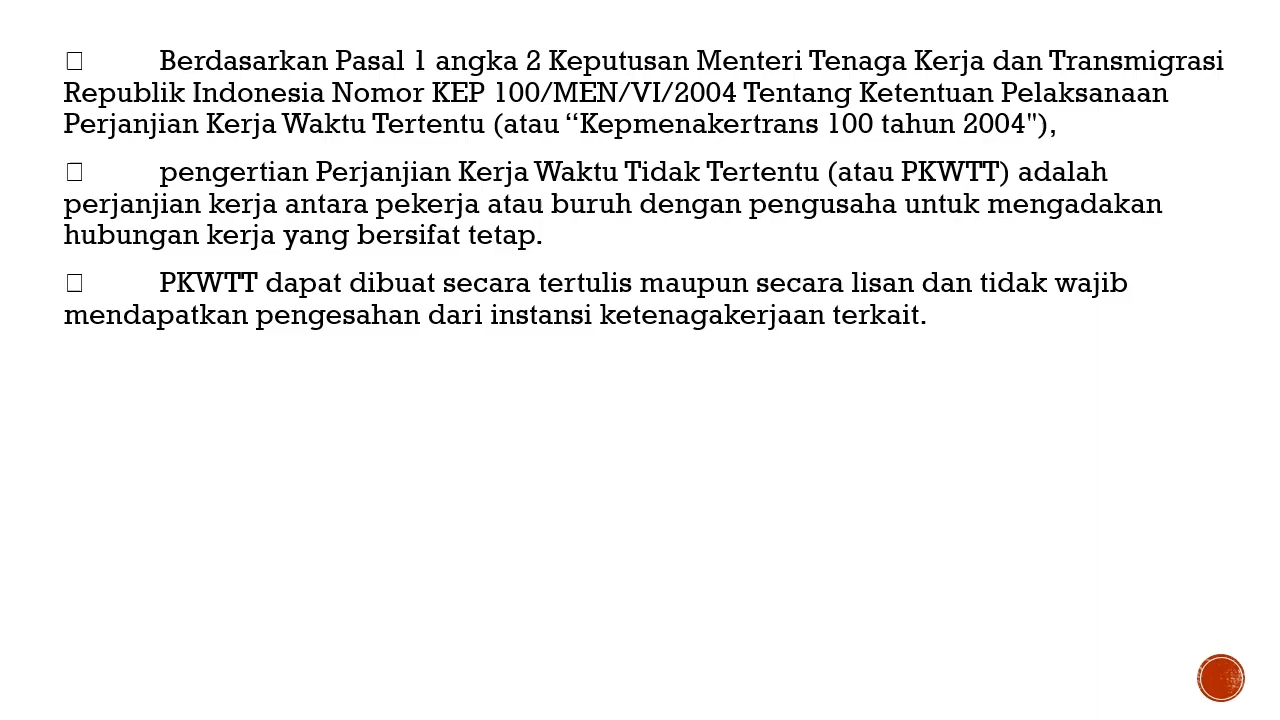 Berdasarkan Pasal 1 angka 2 Keputusan Menteri Tenaga Kerja dan Transmigrasi
Republik Indonesia Nomor KEP 100/MEN/VI/2004 Tentang Ketentuan Pelaksanaan
Perjanjian Kerja Waktu Tertentu (atau “Kepmenakertrans 100 tahun 2004"),
pengertian Perjanjian Kerja Waktu Tidak Tertentu (atau PKWTT) adalah
perjanjian kerja antara pekerja atau buruh dengan pengusaha untuk mengadakan
hubungan kerja yang bersifat tetap.
PKWTT dapat dibuat secara tertulis maupun secara lisan dan tidak wajib
mendapatkan pengesahan dari instansi ketenagakerjaan terkait.